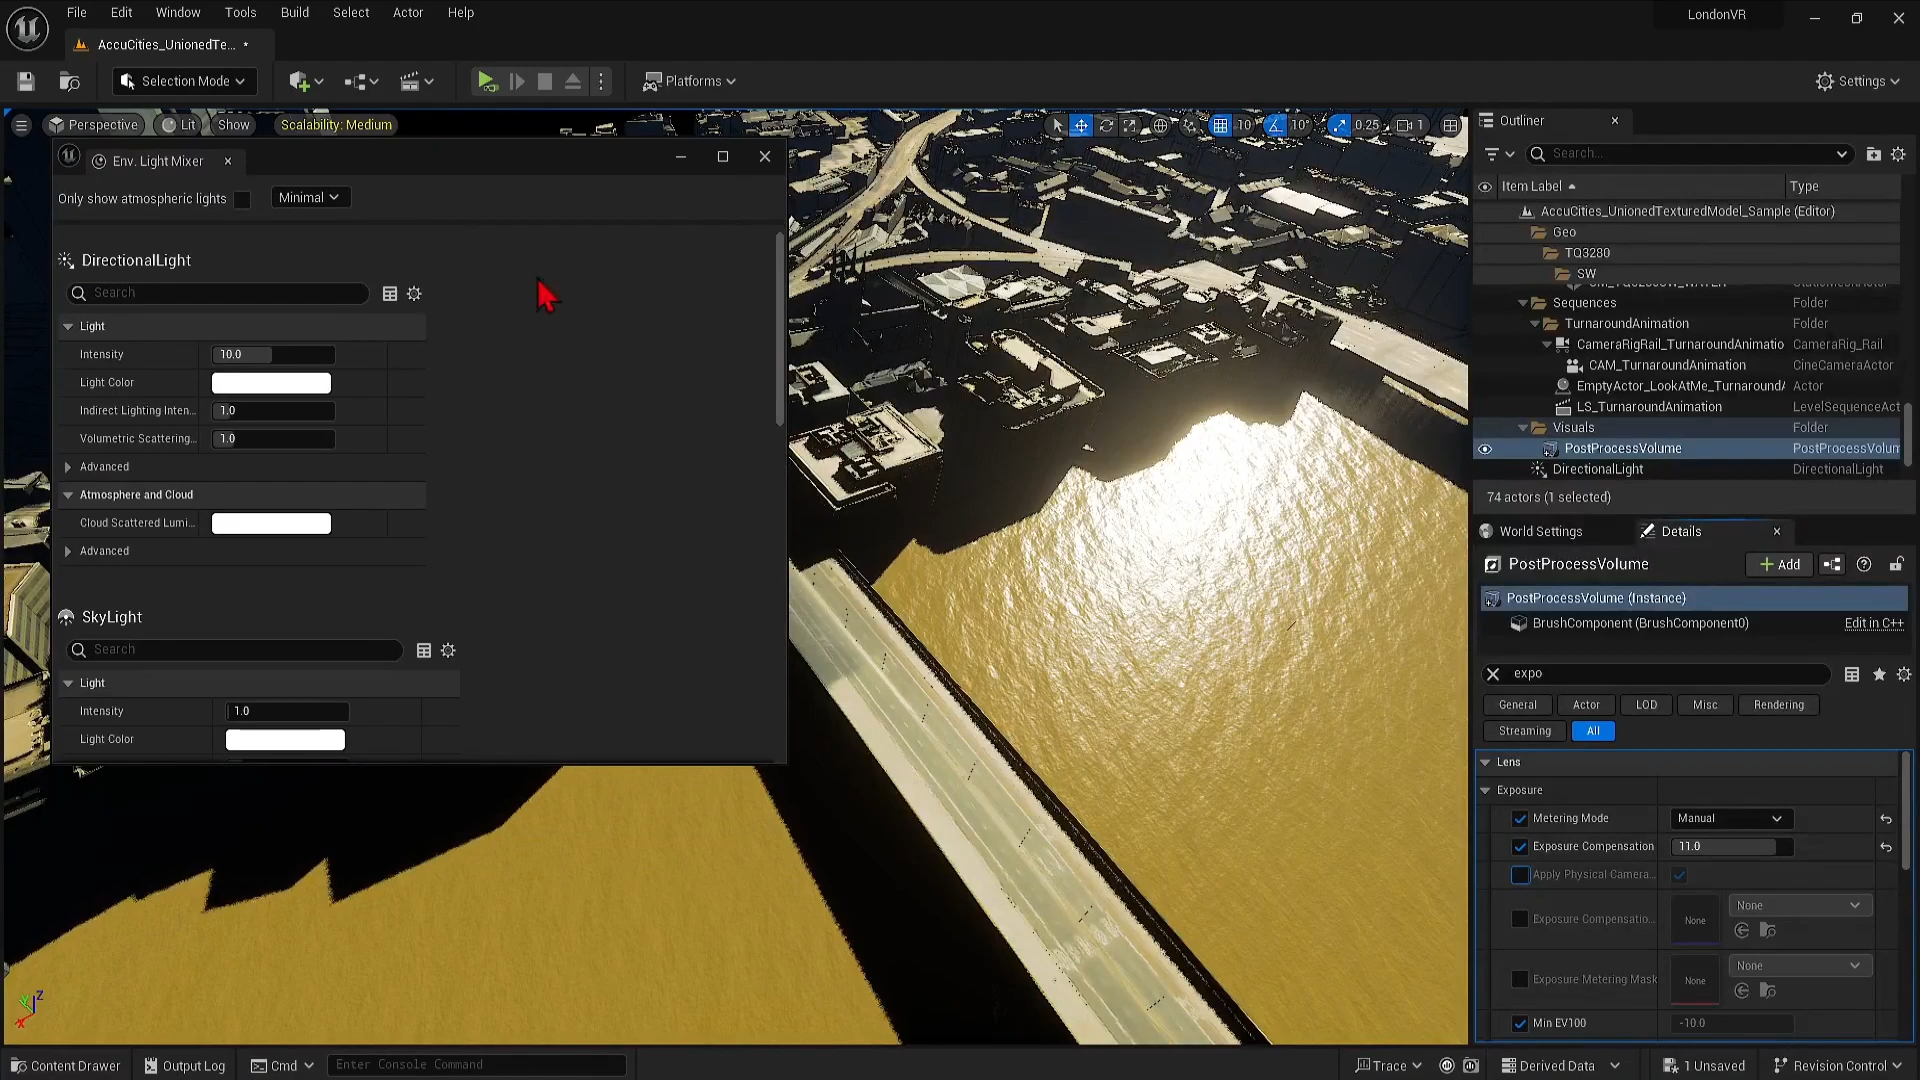 File Edit Window Tools Build Select Actor Help
LondonVR
AccuCities_UnionedTe... •
Selection Mode
Platforms
Settings
Perspective Lit Show Scalability: Medium
10 10° 0.25 1
Env. Light Mixer
Only show atmospheric lights Minimal
DirectionalLight
Search
Light
Intensity 10.0
Light Color
Indirect Lighting Inten... 1.0
Volumetric Scattering... 1.0
Advanced
Atmosphere and Cloud
Cloud Scattered Lumi...
Advanced
SkyLight
Search
Light
Intensity 1.0
Light Color
Outliner
Search...
Item Label Type
AccuCities_UnionedTexturedModel_Sample (Editor)
Geo
TQ3280
SW
Sequences Folder
TurnaroundAnimation Folder
CameraRigRail_TurnaroundAnimatio CameraRig_Rail
CAM_TurnaroundAnimation CineCameraActor
EmptyActor_LookAtMe_TurnaroundA Actor
LS_TurnaroundAnimation LevelSequenceAct
Visuals Folder
PostProcessVolume PostProcessVolum
DirectionalLight DirectionalLight
74 actors (1 selected)
World Settings Details
PostProcessVolume Add
PostProcessVolume (Instance)
BrushComponent (BrushComponent0) Edit in C++
expo
General Actor LOD Misc Rendering
Streaming All
Lens
Exposure
Metering Mode Manual
Exposure Compensation 11.0
Apply Physical Camera...
Exposure Compensatio... None None
Exposure Metering Mask None None
Min EV100 -10.0
Content Drawer Output Log Cmd Enter Console Command Trace Derived Data 1 Unsaved Revision Control
Z
Y
X